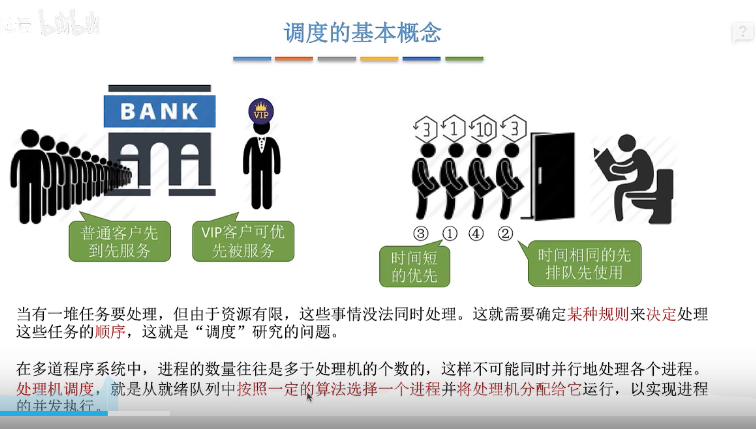 bilibili
?
调度的基本概念
BANK
VIP
3 1 10 3
普通客户先
到先服务
VIP客户可优
先被服务
③ ① ④ ②
时间短
的优先
时间相同的先
排队先使用
当有一堆任务要处理，但由于资源有限，这些事情没法同时处理。这就需要确定某种规则来决定处理
这些任务的顺序，这就是“调度”研究的问题。
在多道程序系统中，进程的数量往往是多于处理机的个数的，这样不可能同时并行地处理各个进程。
处理机调度，就是从就绪队列中按照一定的算法选择一个进程并将处理机分配给它运行，以实现进程
的并发执行。